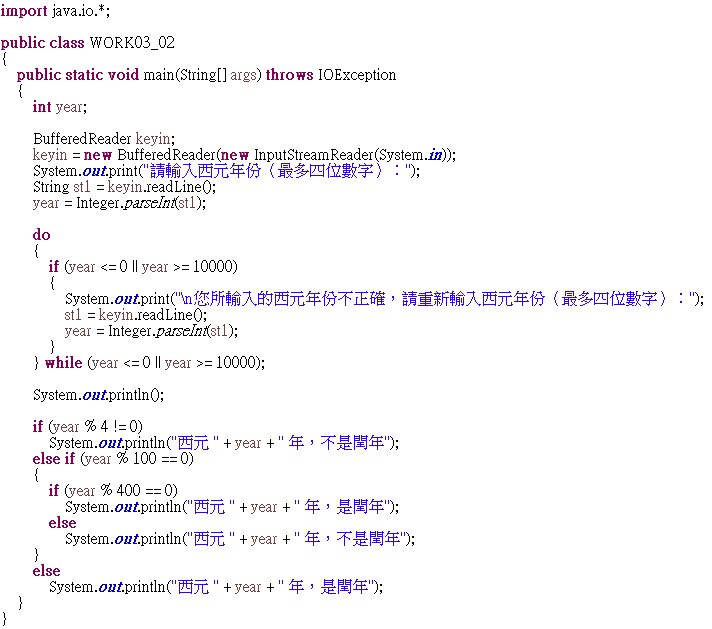 import java.io.*;
public class WORK03_02
{
public static void main(String[] args) throws IOException
{
int year;
BufferedReader keyin;
keyin = new BufferedReader(new InputStreamReader(System.in));
System.out.print("請輸入西元年份（最多四位數字）：");
String st1 = keyin.readLine();
year = Integer.parseInt(st1);
do
{
if (year <= 0 || year >= 10000)
{
System.out.print("\n您所輸入的西元年份不正確，請重新輸入西元年份（最多四位數字）：");
st1 = keyin.readLine();
year = Integer.parseInt(st1);
}
} while (year <= 0 || year >= 10000);
System.out.println();
if (year % 4 != 0)
System.out.println("西元 " + year + " 年，不是閏年");
else if (year % 100 == 0)
{
if (year % 400 == 0)
System.out.println("西元 " + year + " 年，是閏年");
else
System.out.println("西元 " + year + " 年，不是閏年");
}
else
System.out.println("西元 " + year + " 年，是閏年");
}
}